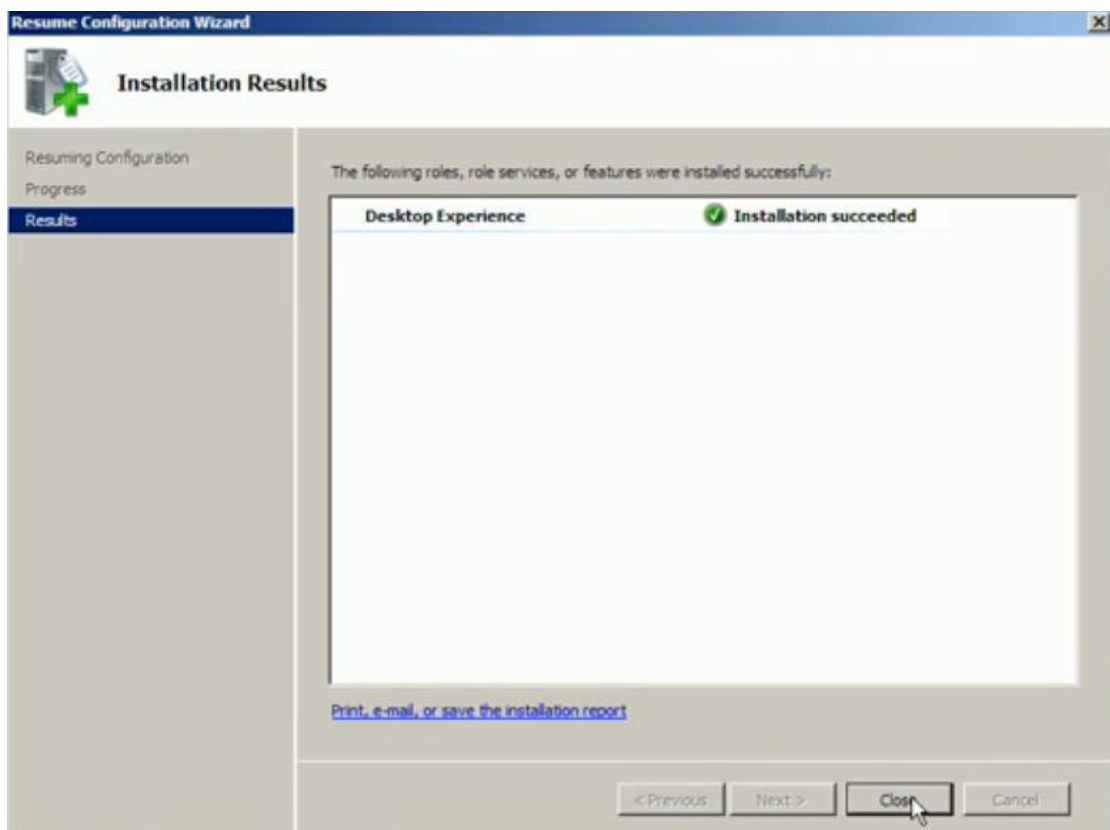 Resume Configuration Wizard
Installation Results
Resuming Configuration
Progress
Results
The following roles, role services, or features were installed successfully:
Desktop Experience Installation succeeded
Print, e-mail, or save the installation report
< Previous Next > Close Cancel